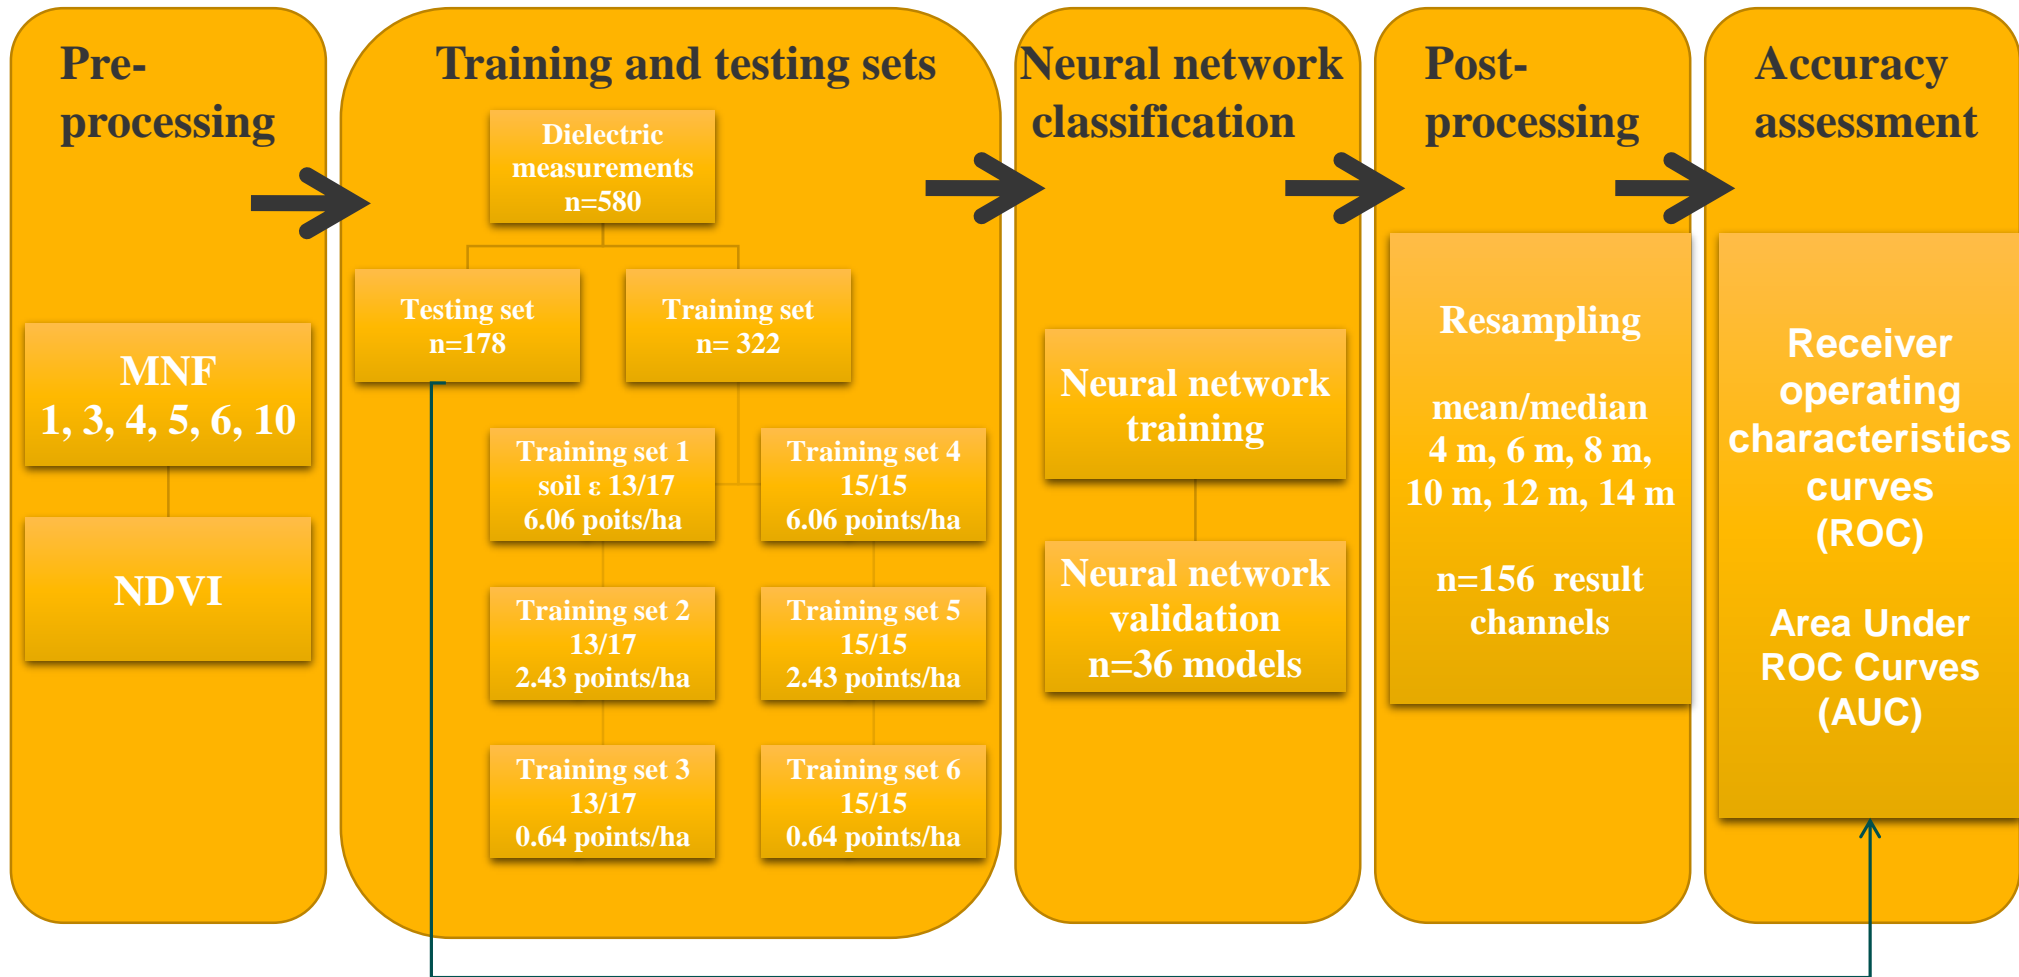 Pre-
processing
MNF
1, 3, 4, 5, 6, 10
NDVI
Training and testing sets
Dielectric
measurements
n=580
Testing set
n=178
Training set
n= 322
Training set 1
soil ε 13/17
6.06 poits/ha
Training set 4
15/15
6.06 points/ha
Training set 2
13/17
2.43 points/ha
Training set 5
15/15
2.43 points/ha
Training set 3
13/17
0.64 points/ha
Training set 6
15/15
0.64 points/ha
Neural network
classification
Neural network
training
Neural network
validation
n=36 models
Post-
processing
Resampling
mean/median
4 m, 6 m, 8 m,
10 m, 12 m, 14 m
n=156 result
channels
Accuracy
assessment
Receiver
operating
characteristics
curves
(ROC)
Area Under
ROC Curves
(AUC)